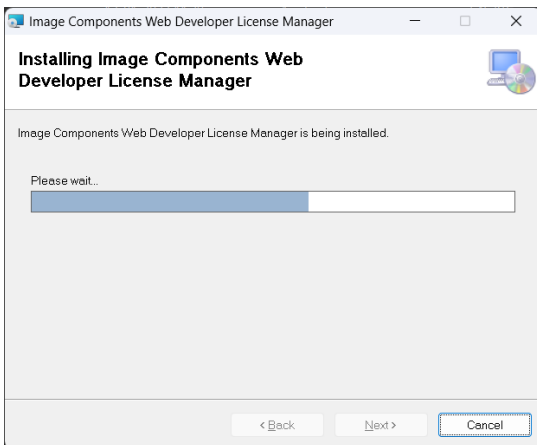 Image Components Web Developer License Manager
Installing Image Components Web
Developer License Manager
Image Components Web Developer License Manager is being installed.
Please wait...
< Back
Next >
Cancel